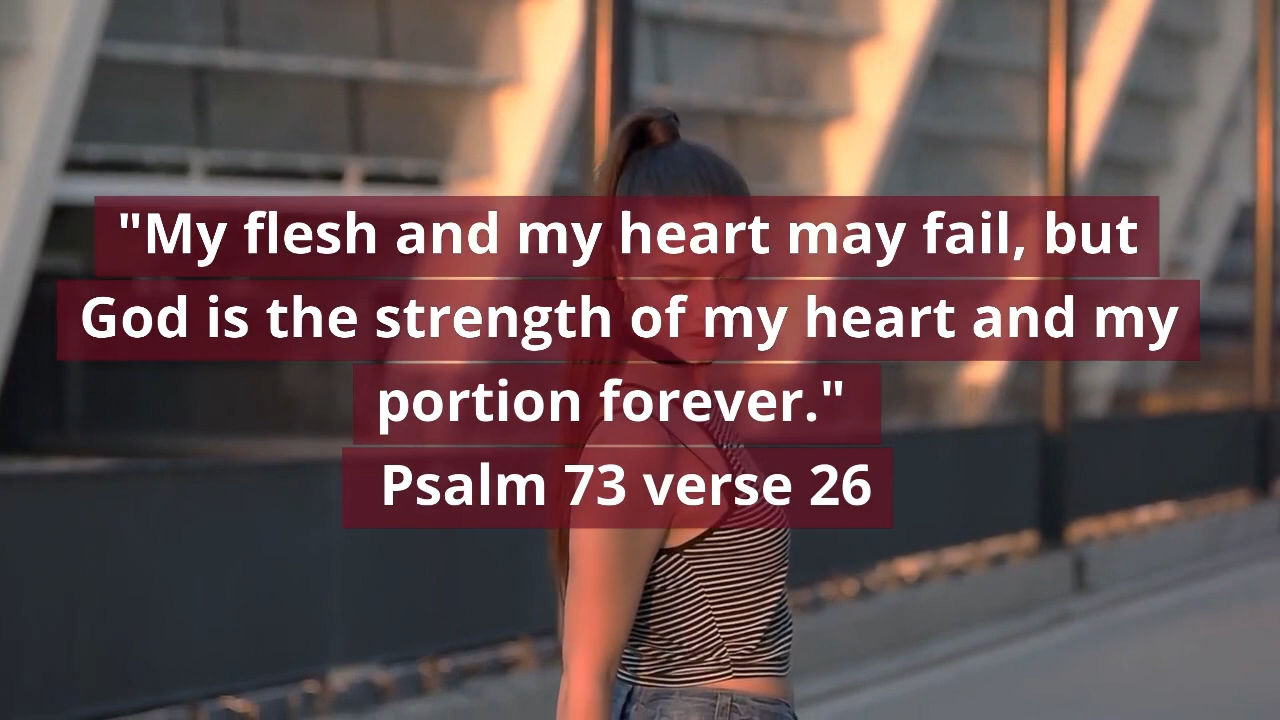 "My flesh and my heart may fail, but
God is the strength of my heart and my
portion forever."
Psalm 73 verse 26